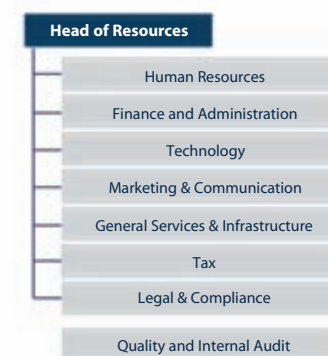 Head of Resources
Human Resources
Finance and Administration
Technology
Marketing & Communication
General Services & Infrastructure
Tax
Legal & Compliance
Quality and Internal Audit